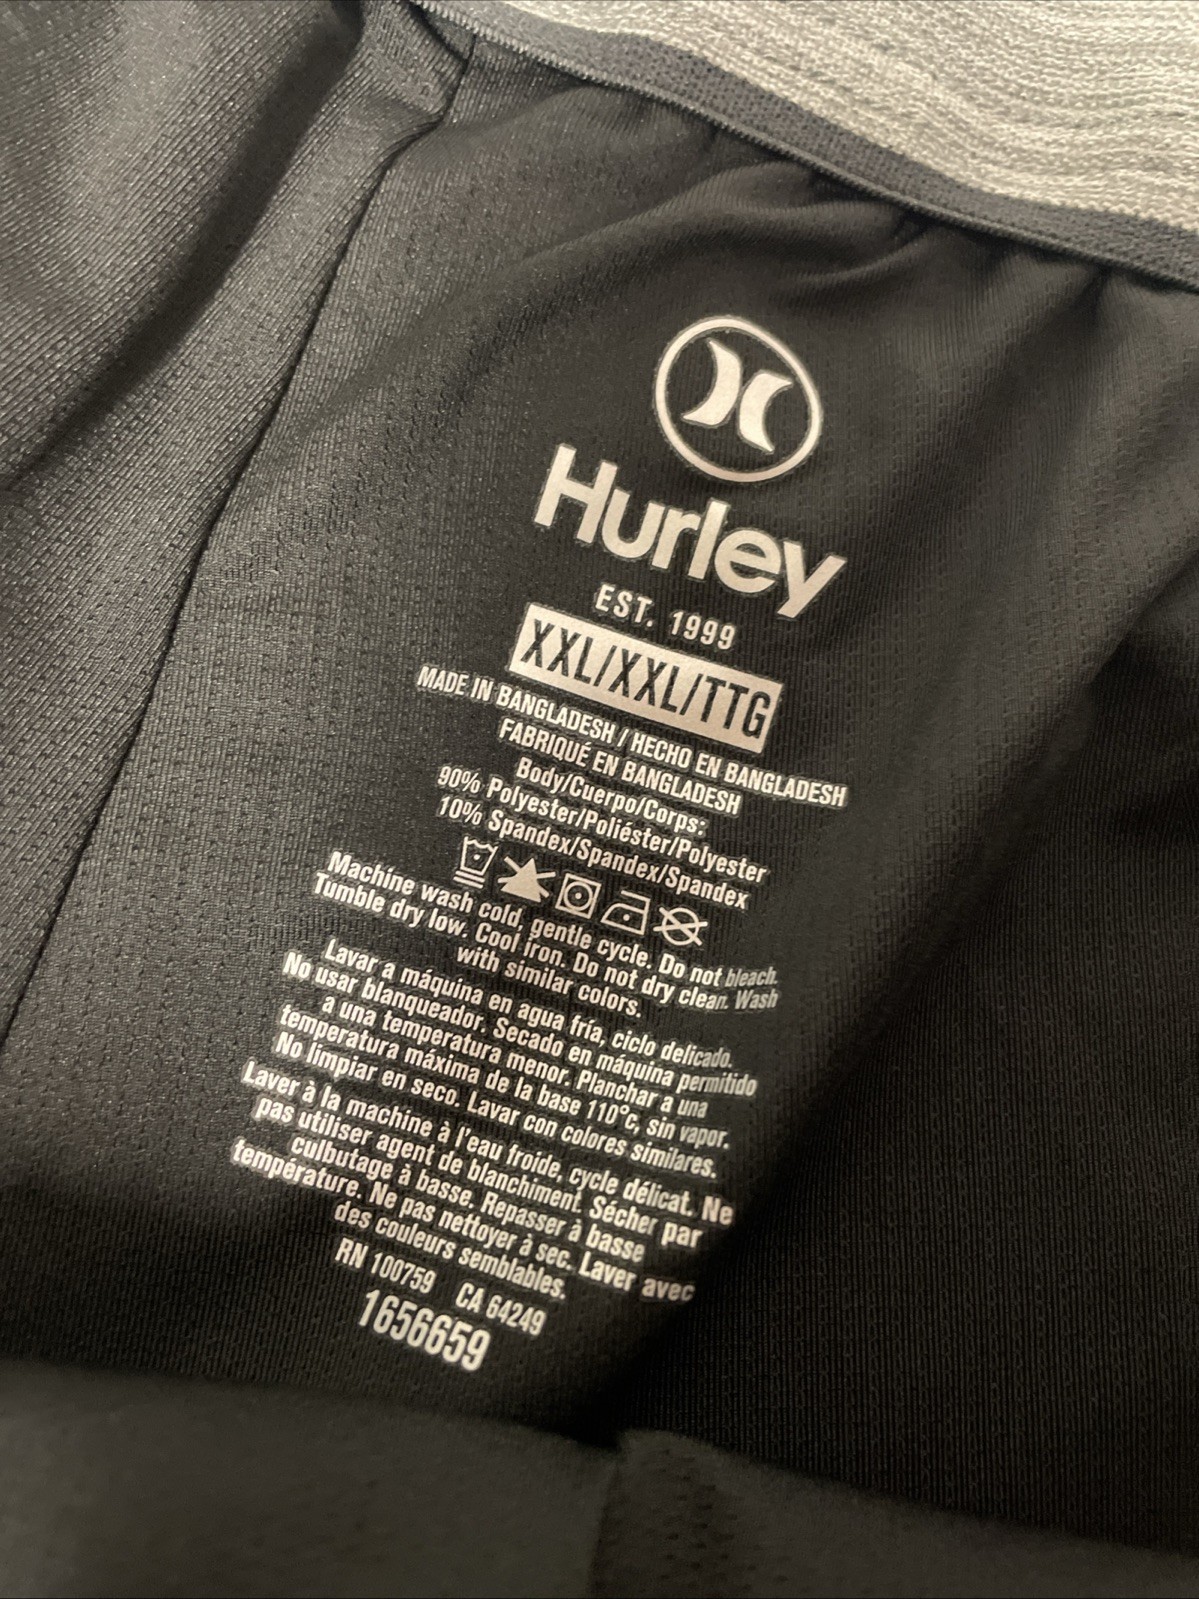 Hurley
EST. 1999
XXL/XXL/TTG
MADE IN BANGLADESH / HECHO EN BANGLADESH
FABRIQUÉ EN BANGLADESH
Body/Cuerpo/Corps:
90% Polyester/Poliéster/Polyester
10% Spandex/Spandex/Spandex
Machine wash cold, gentle cycle. Do not bleach.
Tumble dry low. Cool iron. Do not dry clean. Wash
with similar colors.
Lavar a máquina en agua fría, ciclo delicado.
No usar blanqueador. Secado en máquina permitido
a una temperatura menor. Planchar a una
temperatura máxima de la base 110°c, sin vapor.
No limpiar en seco. Lavar con colores similares.
Laver à la machine à l'eau froide, cycle délicat. Ne
pas utiliser agent de blanchiment. Sécher par
culbutage à basse. Repasser à basse
température. Ne pas nettoyer à sec. Laver avec
des couleurs semblables.
RN 100759 CA 64249
1656659